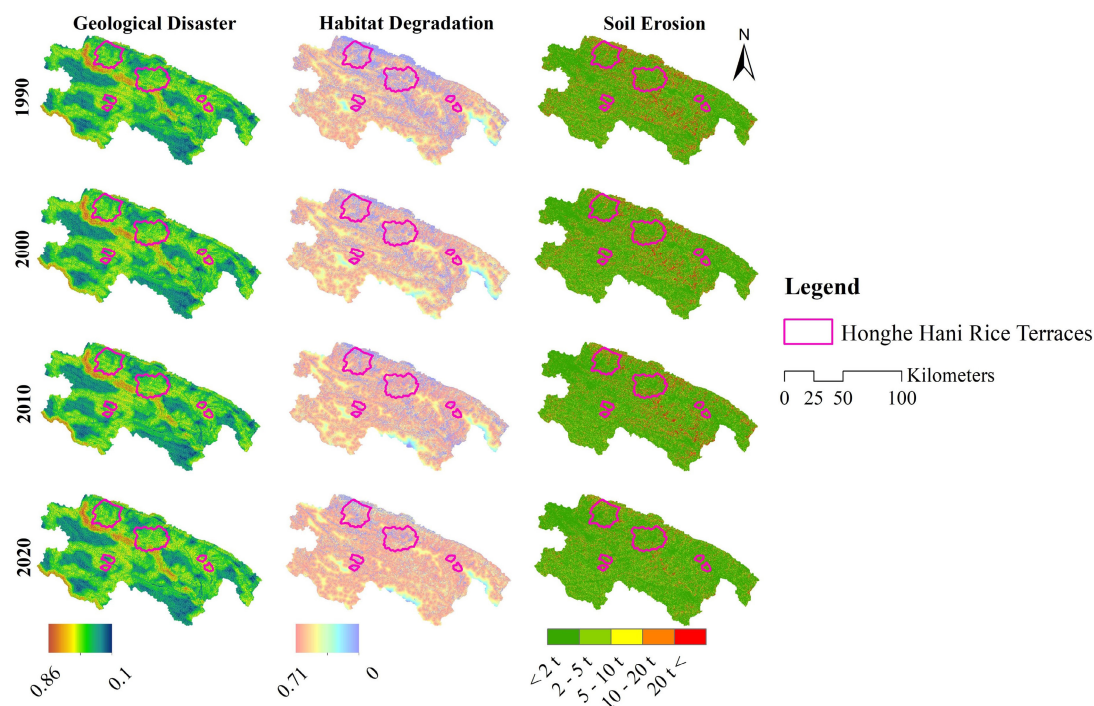 Geological Disaster
Habitat Degradation
Soil Erosion
N
1990
2000
2010
2020
Legend
Honghe Hani Rice Terraces
Kilometers
0 25 50 100
0.86 0.1
0.71 0
< 2 t
2 - 5 t
5 - 10 t
10 - 20 t
20 t <